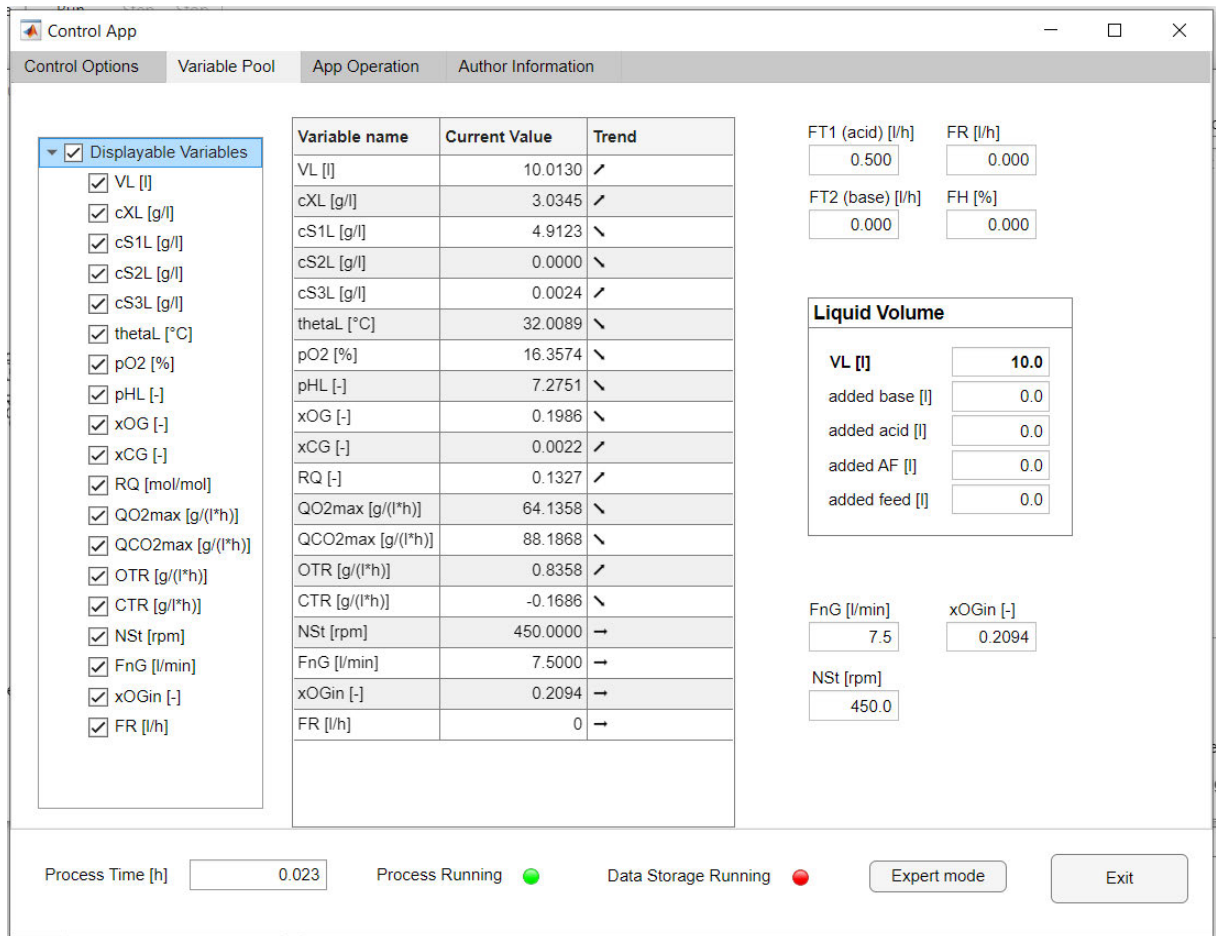 Control App
Control Options Variable Pool App Operation Author Information
Displayable Variables
VL [l]
cXL [g/l]
cS1L [g/l]
cS2L [g/l]
cS3L [g/l]
thetaL [°C]
pO2 [%]
pHL [-]
xOG [-]
xCG [-]
RQ [mol/mol]
QO2max [g/(l*h)]
QCO2max [g/(l*h)]
OTR [g/(l*h)]
CTR [g/l*h)]
NSt [rpm]
FnG [l/min]
xOGin [-]
FR [l/h]
Variable name Current Value Trend
VL [l] 10.0130 ➚
cXL [g/l] 3.0345 ➚
cS1L [g/l] 4.9123 ➘
cS2L [g/l] 0.0000 ➘
cS3L [g/l] 0.0024 ➚
thetaL [°C] 32.0089 ➘
pO2 [%] 16.3574 ➘
pHL [-] 7.2751 ➘
xOG [-] 0.1986 ➘
xCG [-] 0.0022 ➚
RQ [-] 0.1327 ➚
QO2max [g/(l*h)] 64.1358 ➘
QCO2max [g/(l*h)] 88.1868 ➘
OTR [g/(l*h)] 0.8358 ➚
CTR [g/(l*h)] -0.1686 ➘
NSt [rpm] 450.0000 ➞
FnG [l/min] 7.5000 ➞
xOGin [-] 0.2094 ➞
FR [l/h] 0 ➞
FT1 (acid) [l/h] FR [l/h]
0.500 0.000
FT2 (base) [l/h] FH [%]
0.000 0.000
Liquid Volume
VL [l] 10.0
added base [l] 0.0
added acid [l] 0.0
added AF [l] 0.0
added feed [l] 0.0
FnG [l/min] xOGin [-]
7.5 0.2094
NSt [rpm]
450.0
Process Time [h] 0.023 Process Running Data Storage Running Expert mode Exit